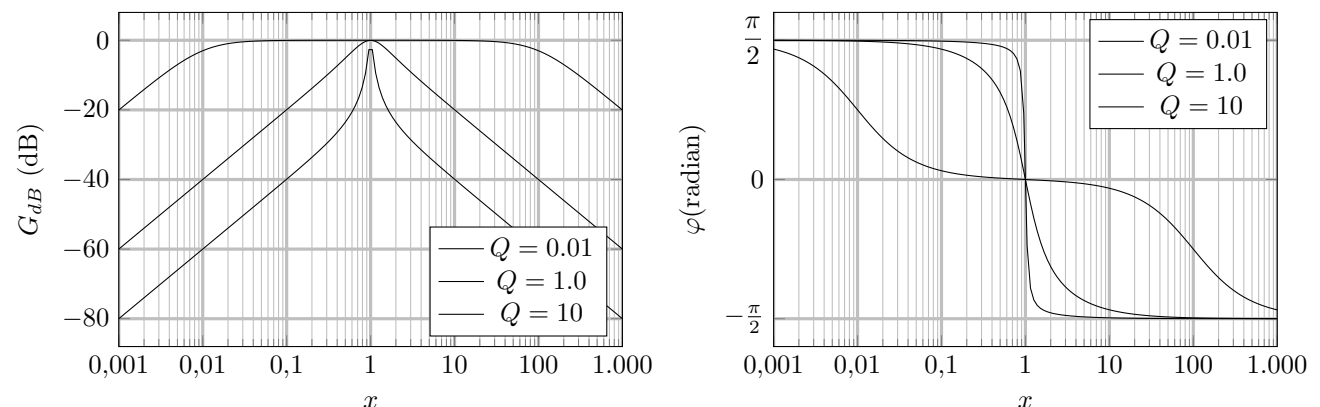 0
−20
−40
−60
−80
G_{dB} (dB)
0,001 0,01 0,1 1 10 100 1.000
x
Q = 0.01
Q = 1.0
Q = 10
π/2
0
−π/2
φ(radian)
0,001 0,01 0,1 1 10 100 1.000
x
Q = 0.01
Q = 1.0
Q = 10